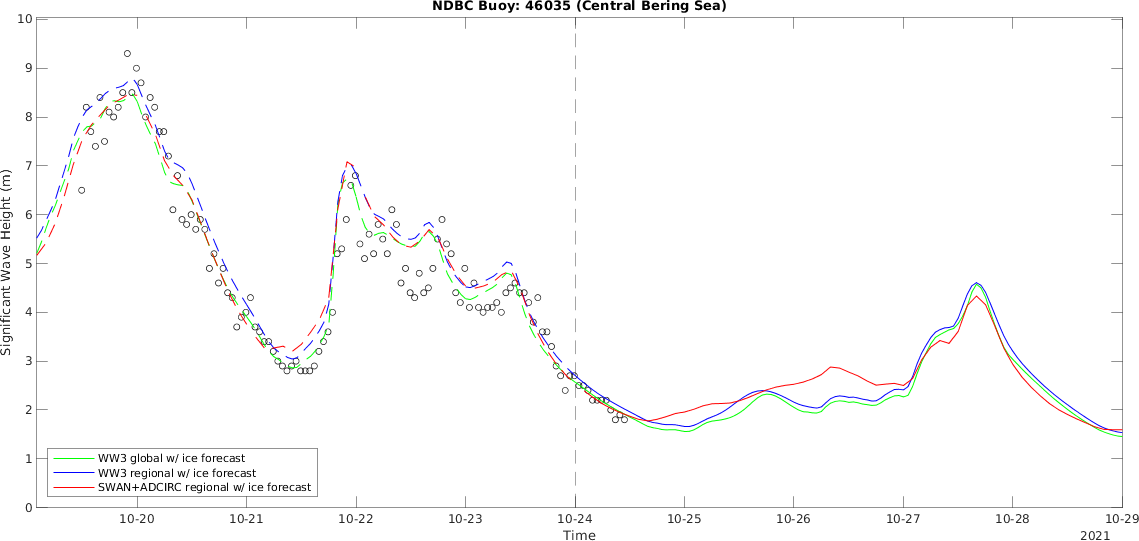 NDBC Buoy: 46035 (Central Bering Sea)
Significant Wave Height (m)
10
9
8
7
6
5
4
3
2
1
0
WW3 global w/ ice forecast
WW3 regional w/ ice forecast
SWAN+ADCIRC regional w/ ice forecast
10-20 10-21 10-22 10-23 10-24 10-25 10-26 10-27 10-28 10-29
Time
2021